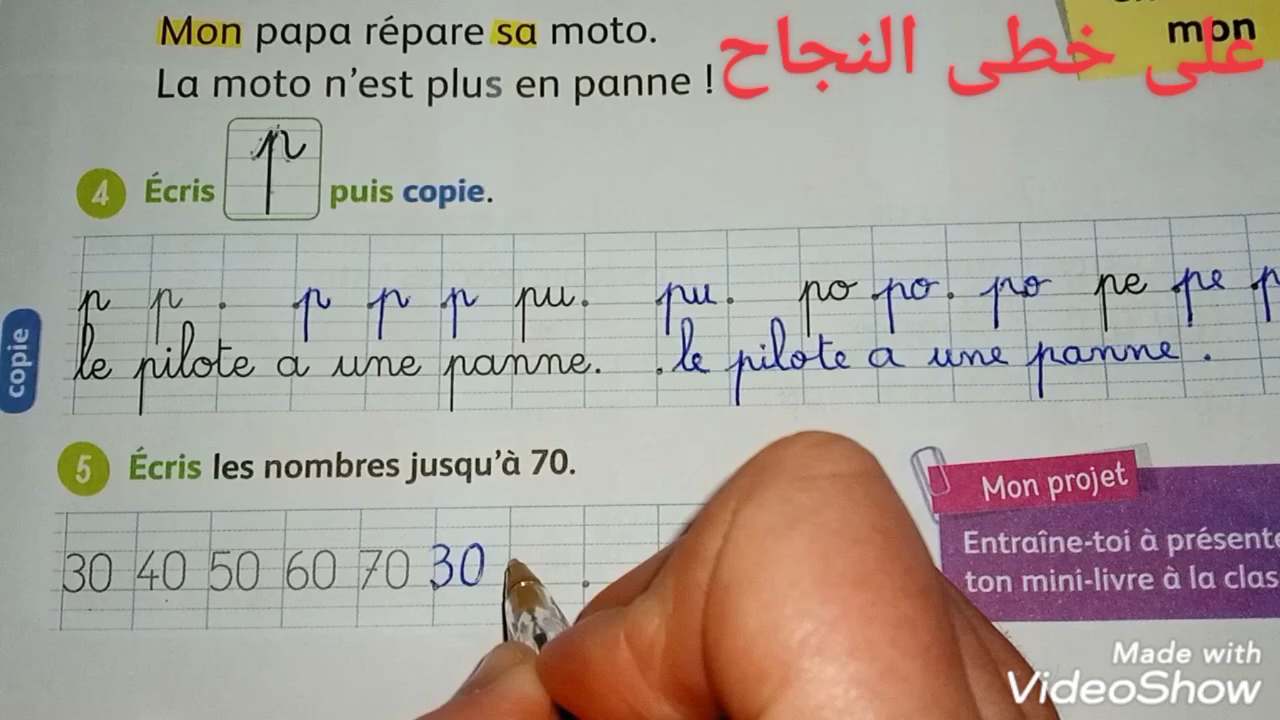 Mon papa répare sa moto.
mon
على خطى النجاح
La moto n'est plus en panne !
4 Écris p puis copie.
p p . p p p pu. pu. po po. po pe pe p
le pilote a une panne. .le pilote a une panne .
copie
5 Écris les nombres jusqu'à 70.
30 40 50 60 70 30 .
Mon projet
Entraîne-toi à présente
ton mini-livre à la clas
Made with
VideoShow